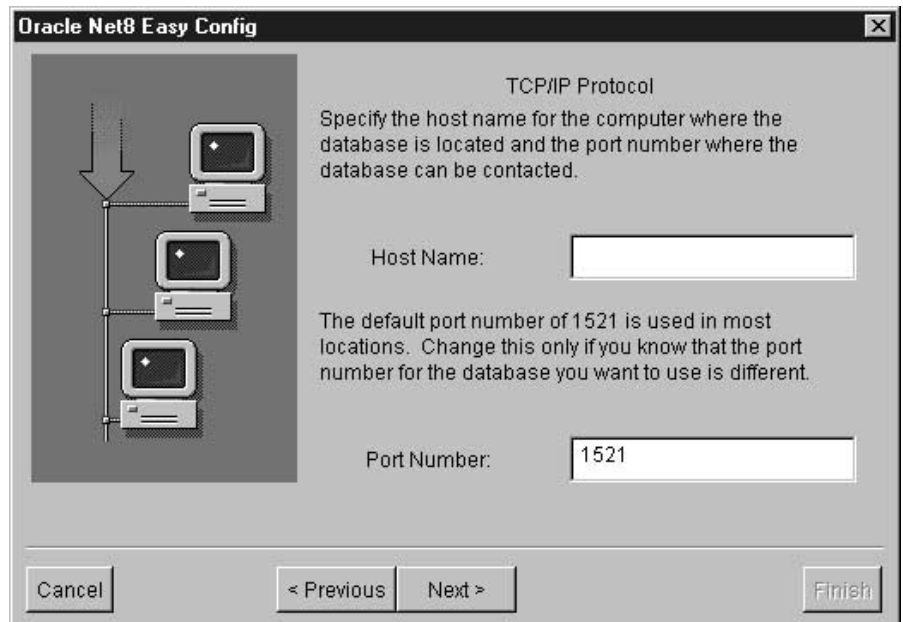 Oracle Net8 Easy Config
TCP/IP Protocol
Specify the host name for the computer where the
database is located and the port number where the
database can be contacted.
Host Name:
The default port number of 1521 is used in most
locations. Change this only if you know that the port
number for the database you want to use is different.
Port Number:
1521
Cancel
< Previous
Next >
Finish